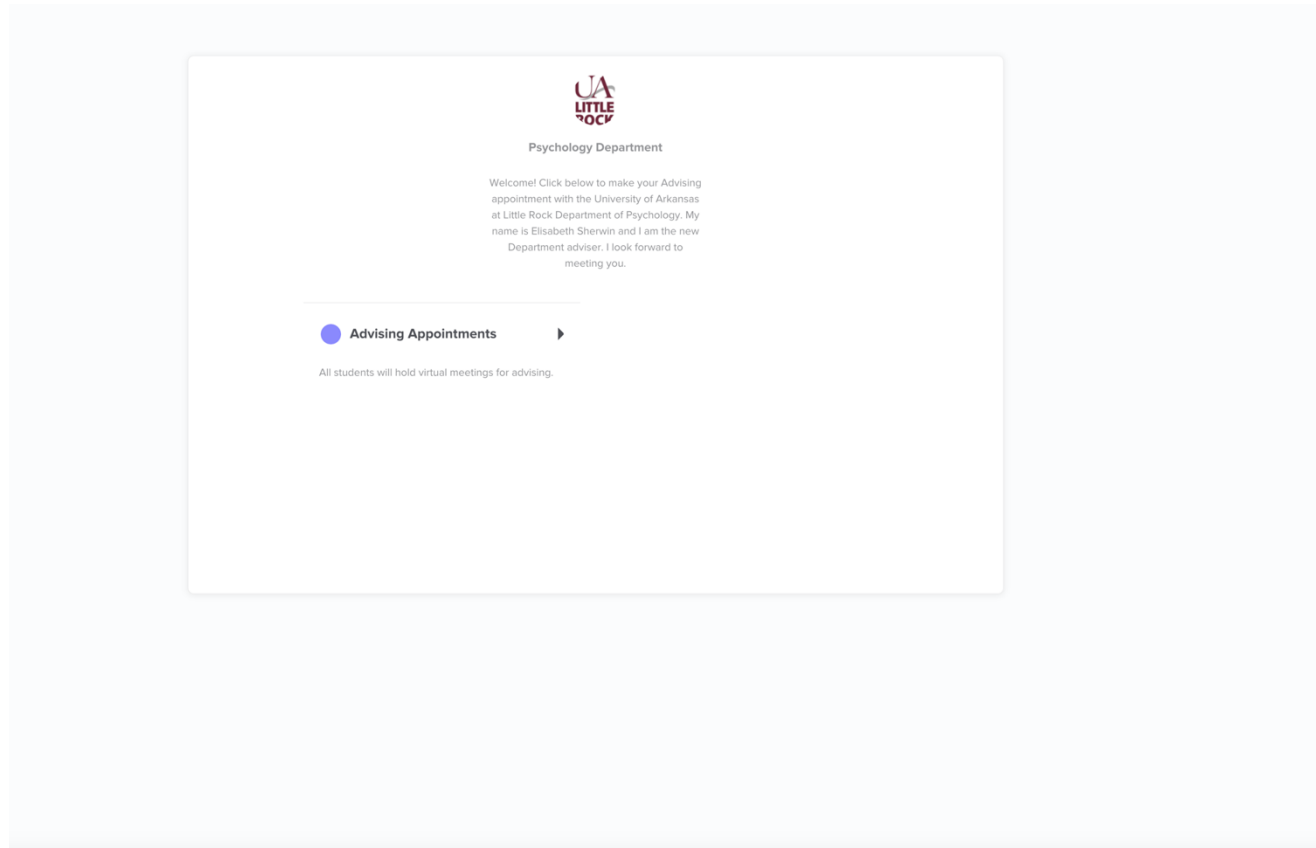 UA
LITTLE
ROCK
Psychology Department
Welcome! Click below to make your Advising
appointment with the University of Arkansas
at Little Rock Department of Psychology. My
name is Elisabeth Sherwin and I am the new
Department adviser. I look forward to
meeting you.
Advising Appointments
All students will hold virtual meetings for advising.